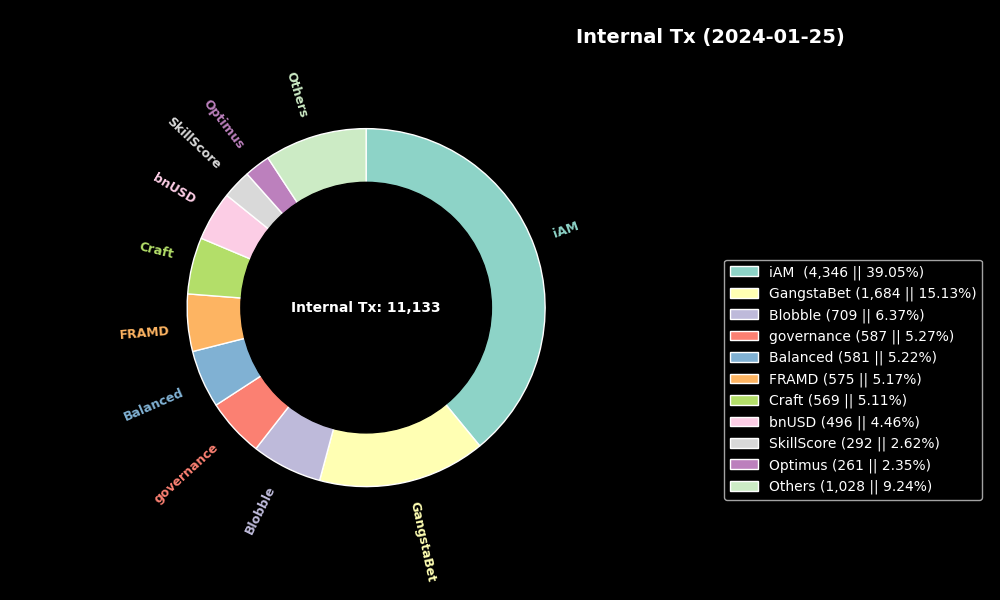 Internal Tx (2024-01-25)
Others
Optimus
SkillScore
bnUSD
iAM
Craft
FRAMD
Balanced
governance
Blobble
GangstaBet
Internal Tx: 11,133
iAM  (4,346 || 39.05%)
GangstaBet (1,684 || 15.13%)
Blobble (709 || 6.37%)
governance (587 || 5.27%)
Balanced (581 || 5.22%)
FRAMD (575 || 5.17%)
Craft (569 || 5.11%)
bnUSD (496 || 4.46%)
SkillScore (292 || 2.62%)
Optimus (261 || 2.35%)
Others (1,028 || 9.24%)